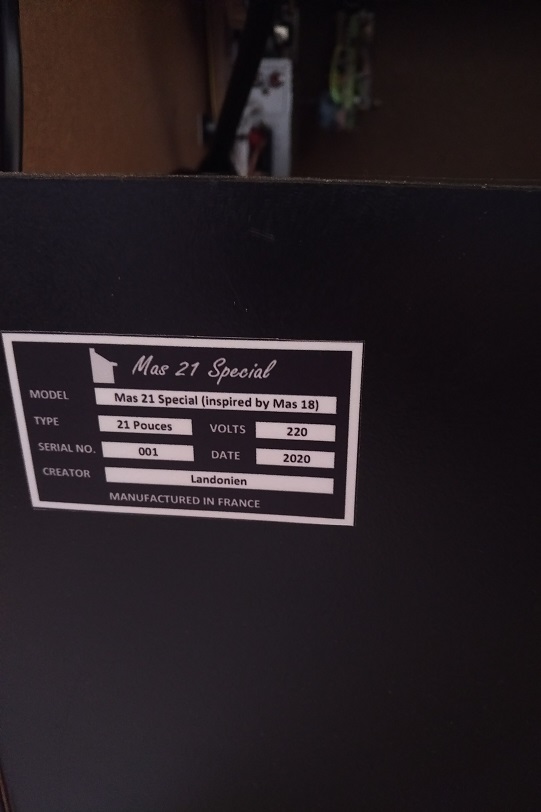 Mas 21 Special
MODEL Mas 21 Special (inspired by Mas 18)
TYPE 21 Pouces VOLTS 220
SERIAL NO. 001 DATE 2020
CREATOR Landonien
MANUFACTURED IN FRANCE